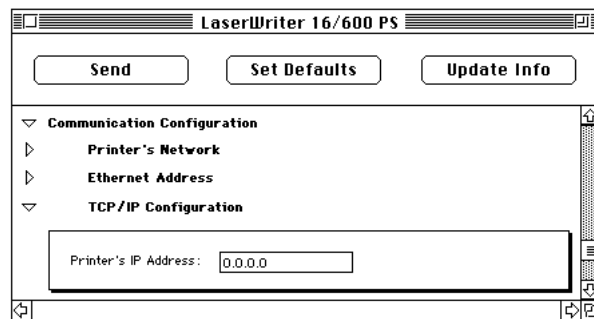 LaserWriter 16/600 PS
Send Set Defaults Update Info
Communication Configuration
Printer's Network
Ethernet Address
TCP/IP Configuration
Printer's IP Address: 0.0.0.0